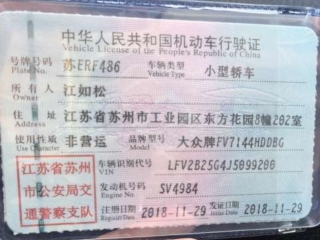 中华人民共和国机动车行驶证
Vehicle License of the People's Republic of China
号牌号码 苏ERF486 车辆类型 小型轿车
Plate No. Vehicle Type
所有人 江如松
Owner
住址 江苏省苏州市工业园区东方花园8幢202室
Address
使用性质 非营运 品牌型号 大众牌FV7144HDDBG
Use Character Model
江苏省苏州 车辆识别代号 LFV2B25G4J5099200
VIN
市公安局交 发动机号码 SV4984
Engine No.
通警察支队 注册日期 2018-11-29 发证日期 2018-11-29
Register Date Issue Date